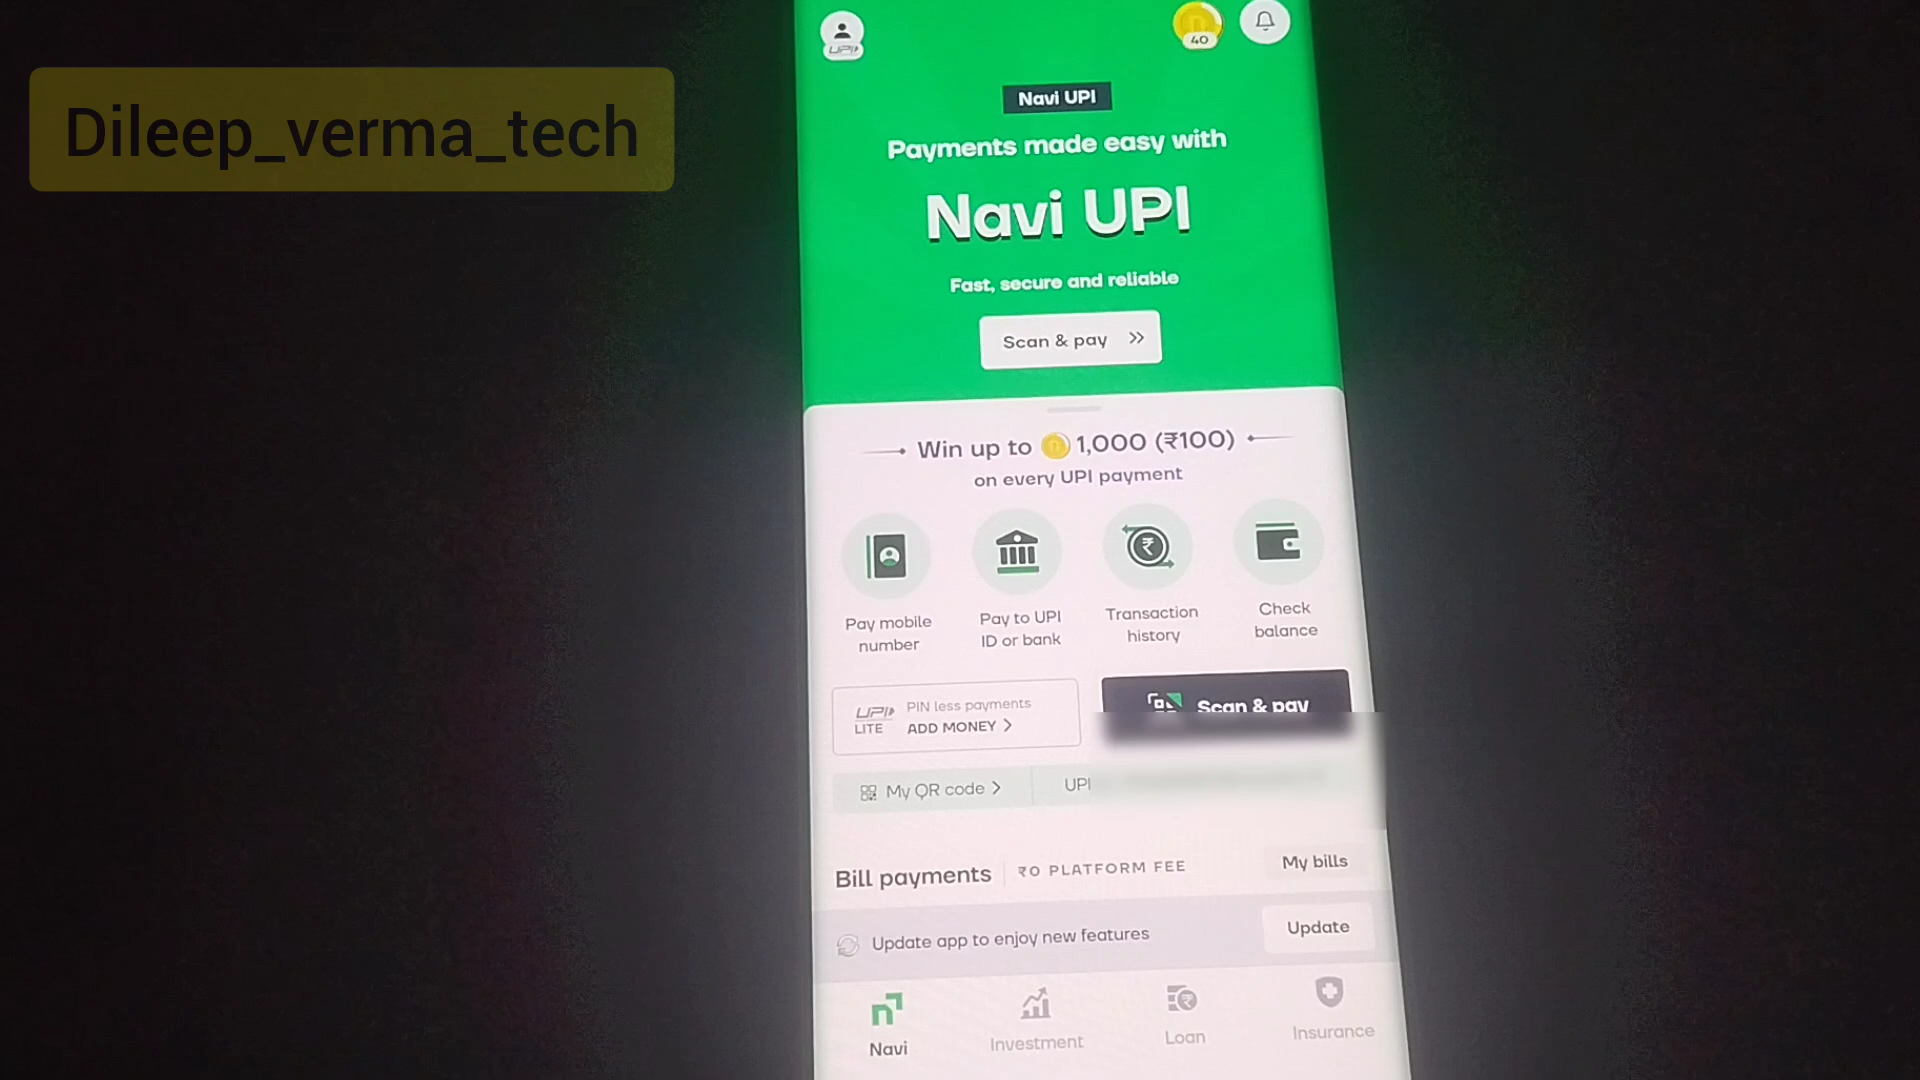 Dileep_verma_tech
UPI
40
Navi UPI
Payments made easy with
Navi UPI
Fast, secure and reliable
Scan & pay
Win up to 1,000 (₹100)
on every UPI payment
Pay mobile
number
Pay to UPI
ID or bank
Transaction
history
Check
balance
UPI
LITE
PIN less payments
ADD MONEY
Scan & pay
My QR code
UPI
Bill payments
₹0 PLATFORM FEE
My bills
Update app to enjoy new features
Update
Navi
Investment
Loan
Insurance